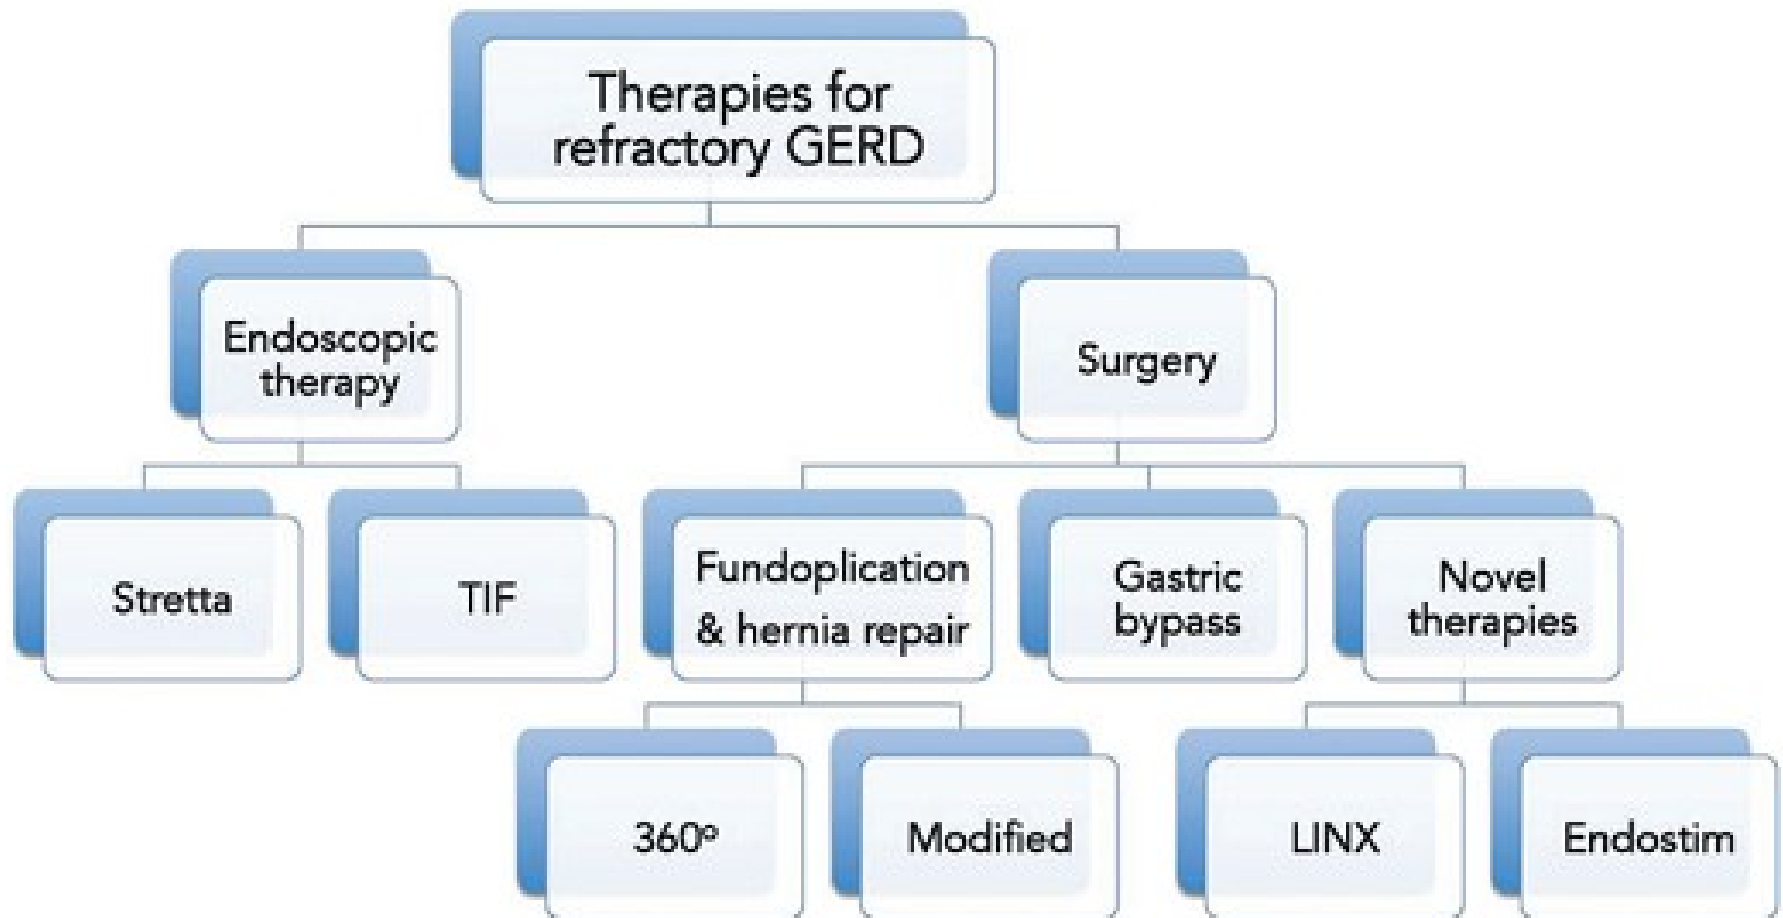 Therapies for
refractory GERD
Endoscopic
therapy
Surgery
Stretta
TIF
Fundoplication
& hernia repair
Gastric
bypass
Novel
therapies
360º
Modified
LINX
Endostim